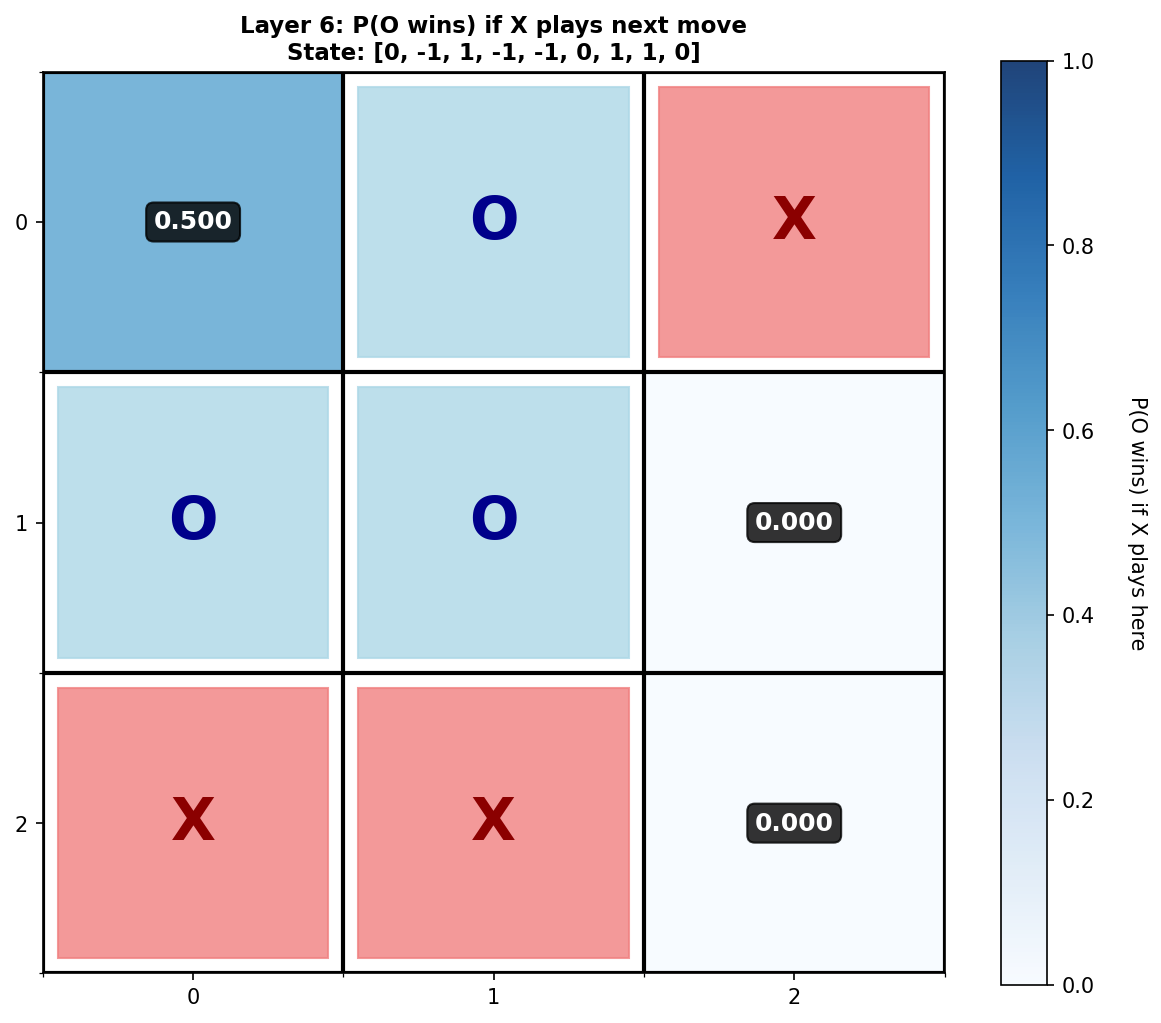 Layer 6: P(O wins) if X plays next move
State: [0, -1, 1, -1, -1, 0, 1, 1, 0]
0
0.500
O
X
1
O
O
0.000
2
X
X
0.000
0
1
2
1.0
0.8
0.6
0.4
0.2
0.0
P(O wins) if X plays here